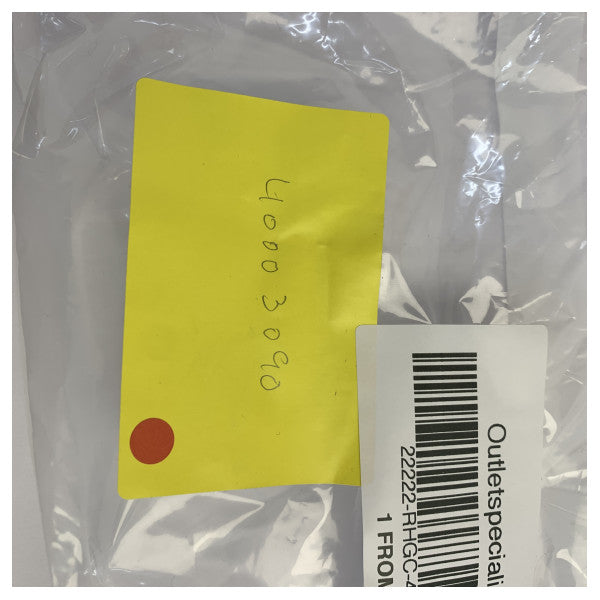 40003090
Outletspeciali
22222-RHGC-4
1 FROM